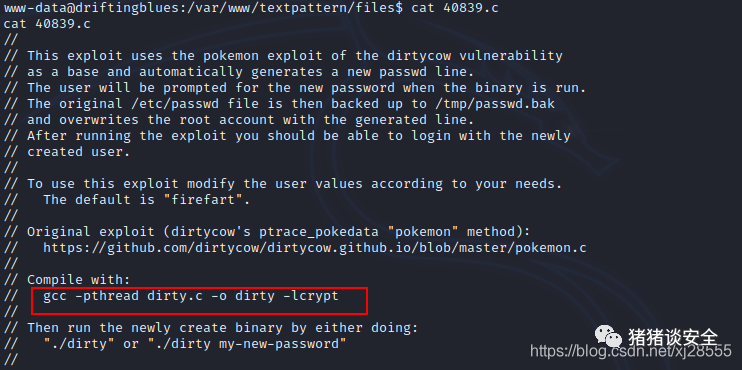 www-data@driftingblues:/var/www/textpattern/files$ cat 40839.c
cat 40839.c
//
// This exploit uses the pokemon exploit of the dirtycow vulnerability
// as a base and automatically generates a new passwd line.
// The user will be prompted for the new password when the binary is run.
// The original /etc/passwd file is then backed up to /tmp/passwd.bak
// and overwrites the root account with the generated line.
// After running the exploit you should be able to login with the newly
// created user.
//
// To use this exploit modify the user values according to your needs.
//   The default is "firefart".
//
// Original exploit (dirtycow's ptrace_pokedata "pokemon" method):
//   https://github.com/dirtycow/dirtycow.github.io/blob/master/pokemon.c
//
// Compile with:
//   gcc -pthread dirty.c -o dirty -lcrypt
//
// Then run the newly create binary by either doing:
//   "./dirty" or "./dirty my-new-password"
//
猪猪谈安全
https://blog.csdn.net/xj28555